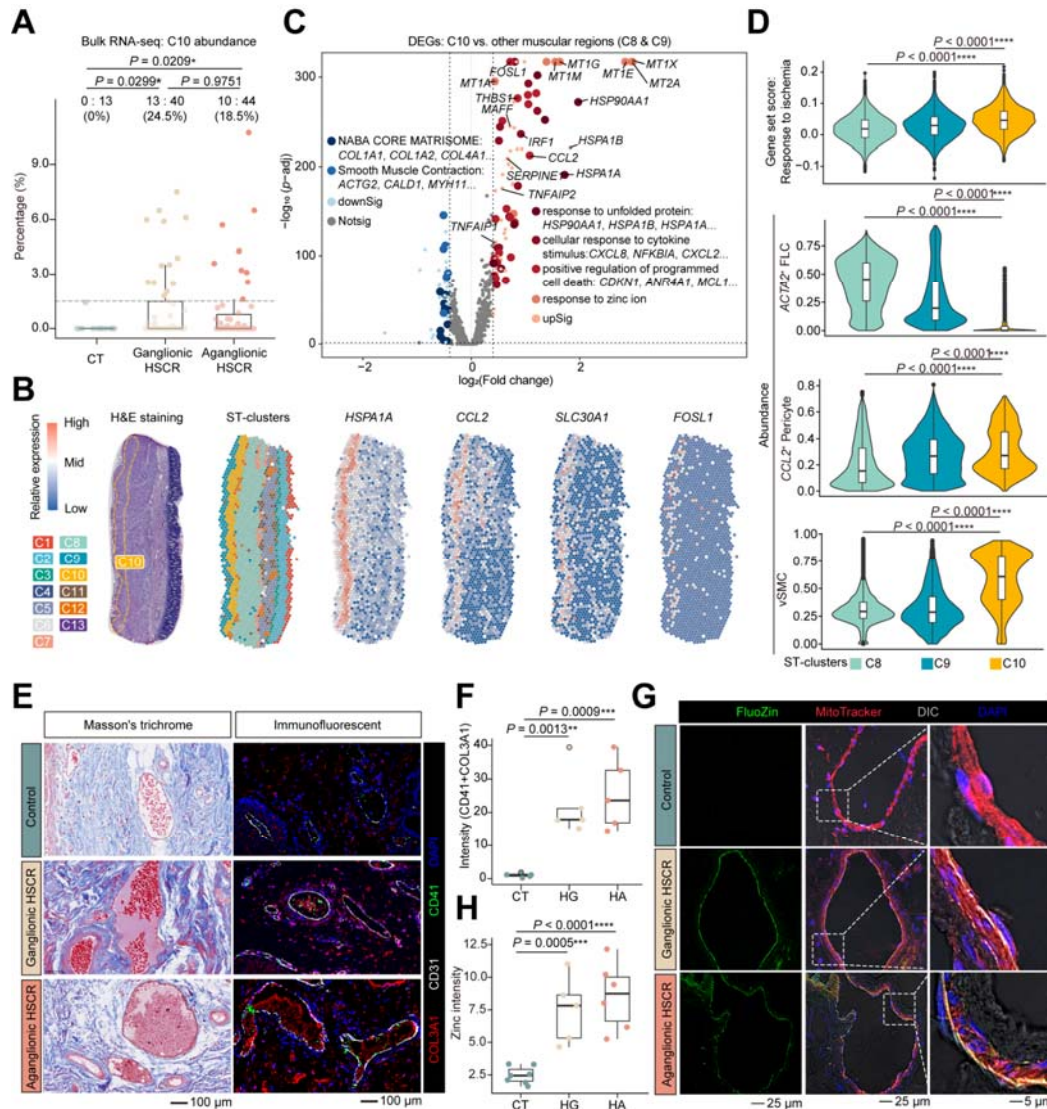 A
Bulk RNA-seq: C10 abundance
P = 0.0209*
P = 0.0299*
P = 0.9751
0 : 13
13 : 40
10 : 44
(0%)
(24.5%)
(18.5%)
Percentage (%)
9.0
6.0
3.0
1.5
0.0
CT
Ganglionic
HSCR
Aganglionic
HSCR
C
DEGs: C10 vs. other muscular regions (C8 & C9)
−log₁₀ (p−adj)
300
200
100
0
−2
0
2
log₂(Fold change)
FOSL1
MT1A
MT1G
MT1M
MT1E
MT1X
MT2A
THBS1
MAFF
HSP90AA1
IRF1
HSPA1B
CCL2
SERPINE1
HSPA1A
TNFAIP2
TNFAIP1
NABA CORE MATRISOME:
COL1A1, COL1A2, COL4A1...
Smooth Muscle Contraction:
ACTG2, CALD1, MYH11...
downSig
Notsig
response to unfolded protein:
HSP90AA1, HSPA1B, HSPA1A...
cellular response to cytokine
stimulus:CXCL8, NFKBIA, CXCL2...
positive regulation of programmed
cell death: CDKN1, ANR4A1, MCL1...
response to zinc ion
upSig
D
P < 0.0001****
P < 0.0001****
Gene set score:
Response to ischemia
0.2
0.1
0.0
−0.1
P < 0.0001****
P < 0.0001****
ACTA2⁺ FLC
0.75
0.50
0.25
0.00
P < 0.0001****
P < 0.0001****
Abundance
CCL2⁺ Pericyte
0.8
0.6
0.4
0.2
0.0
P < 0.0001****
P < 0.0001****
vSMC
1.00
0.75
0.50
0.25
0.00
ST-clusters
C8
C9
C10
B
Relative expression
High
Mid
Low
H&E staining
ST-clusters
HSPA1A
CCL2
SLC30A1
FOSL1
C10
C1
C8
C2
C9
C3
C10
C4
C11
C5
C12
C6
C13
C7
E
Masson's trichrome
Immunofluorescent
Control
Ganglionic HSCR
Aganglionic HSCR
COL3A1
CD31
CD41
DAPI
100 μm
100 μm
F
P = 0.0009***
P = 0.0013**
Intensity (CD41+COL3A1)
40
30
20
10
0
CT
HG
HA
H
P < 0.0001****
P = 0.0005***
Zinc intensity
12.5
10.0
7.5
5.0
2.5
CT
HG
HA
G
FluoZin
MitoTracker
DIC
DAPI
Control
Ganglionic HSCR
Aganglionic HSCR
25 μm
25 μm
5 μm